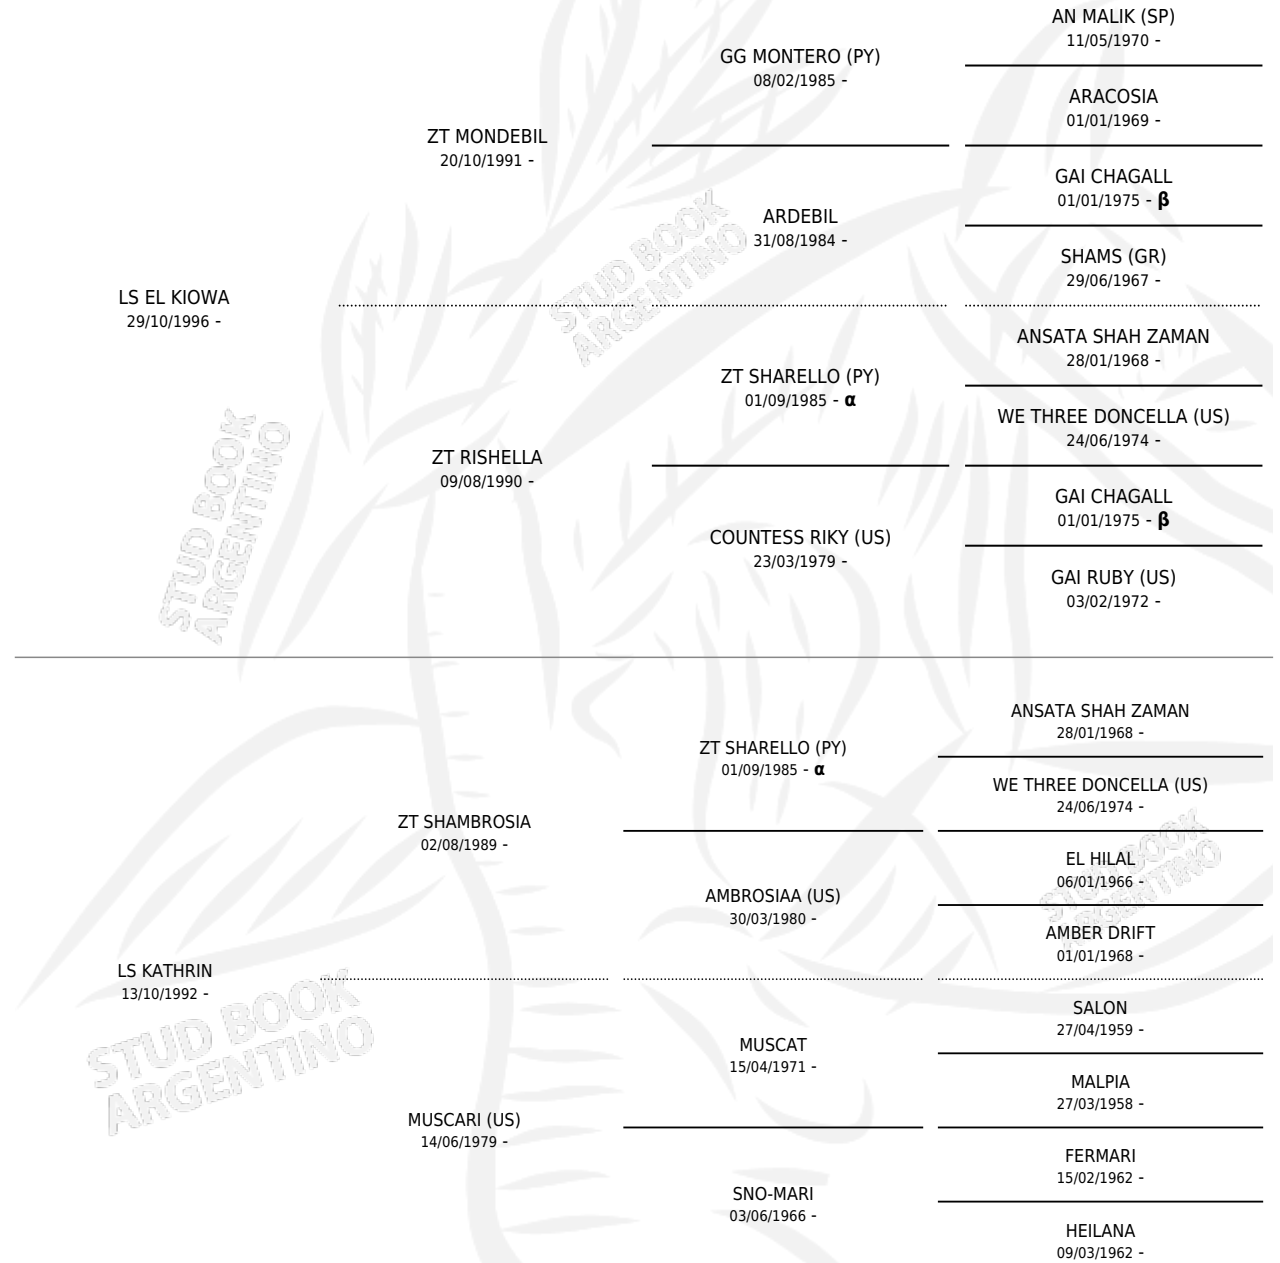 AN MALIK (SP)
11/05/1970 -
GG MONTERO (PY)
08/02/1985 -
ARACOSIA
01/01/1969 -
ZT MONDEBIL
20/10/1991 -
GAI CHAGALL
01/01/1975 - β
ARDEBIL
31/08/1984 -
SHAMS (GR)
29/06/1967 -
LS EL KIOWA
29/10/1996 -
ANSATA SHAH ZAMAN
28/01/1968 -
ZT SHARELLO (PY)
01/09/1985 - α
WE THREE DONCELLA (US)
24/06/1974 -
ZT RISHELLA
09/08/1990 -
GAI CHAGALL
01/01/1975 - β
COUNTESS RIKY (US)
23/03/1979 -
GAI RUBY (US)
03/02/1972 -
ANSATA SHAH ZAMAN
28/01/1968 -
ZT SHARELLO (PY)
01/09/1985 - α
WE THREE DONCELLA (US)
24/06/1974 -
ZT SHAMBROSIA
02/08/1989 -
EL HILAL
06/01/1966 -
AMBROSIAA (US)
30/03/1980 -
AMBER DRIFT
01/01/1968 -
LS KATHRIN
13/10/1992 -
SALON
27/04/1959 -
MUSCAT
15/04/1971 -
MALPIA
27/03/1958 -
MUSCARI (US)
14/06/1979 -
FERMARI
15/02/1962 -
SNO-MARI
03/06/1966 -
HEILANA
09/03/1962 -
STUD BOOK
ARGENTINO
STUD BOOK
ARGENTINO
STUD BOOK
ARGENTINO
STUD BOOK
ARGENTINO